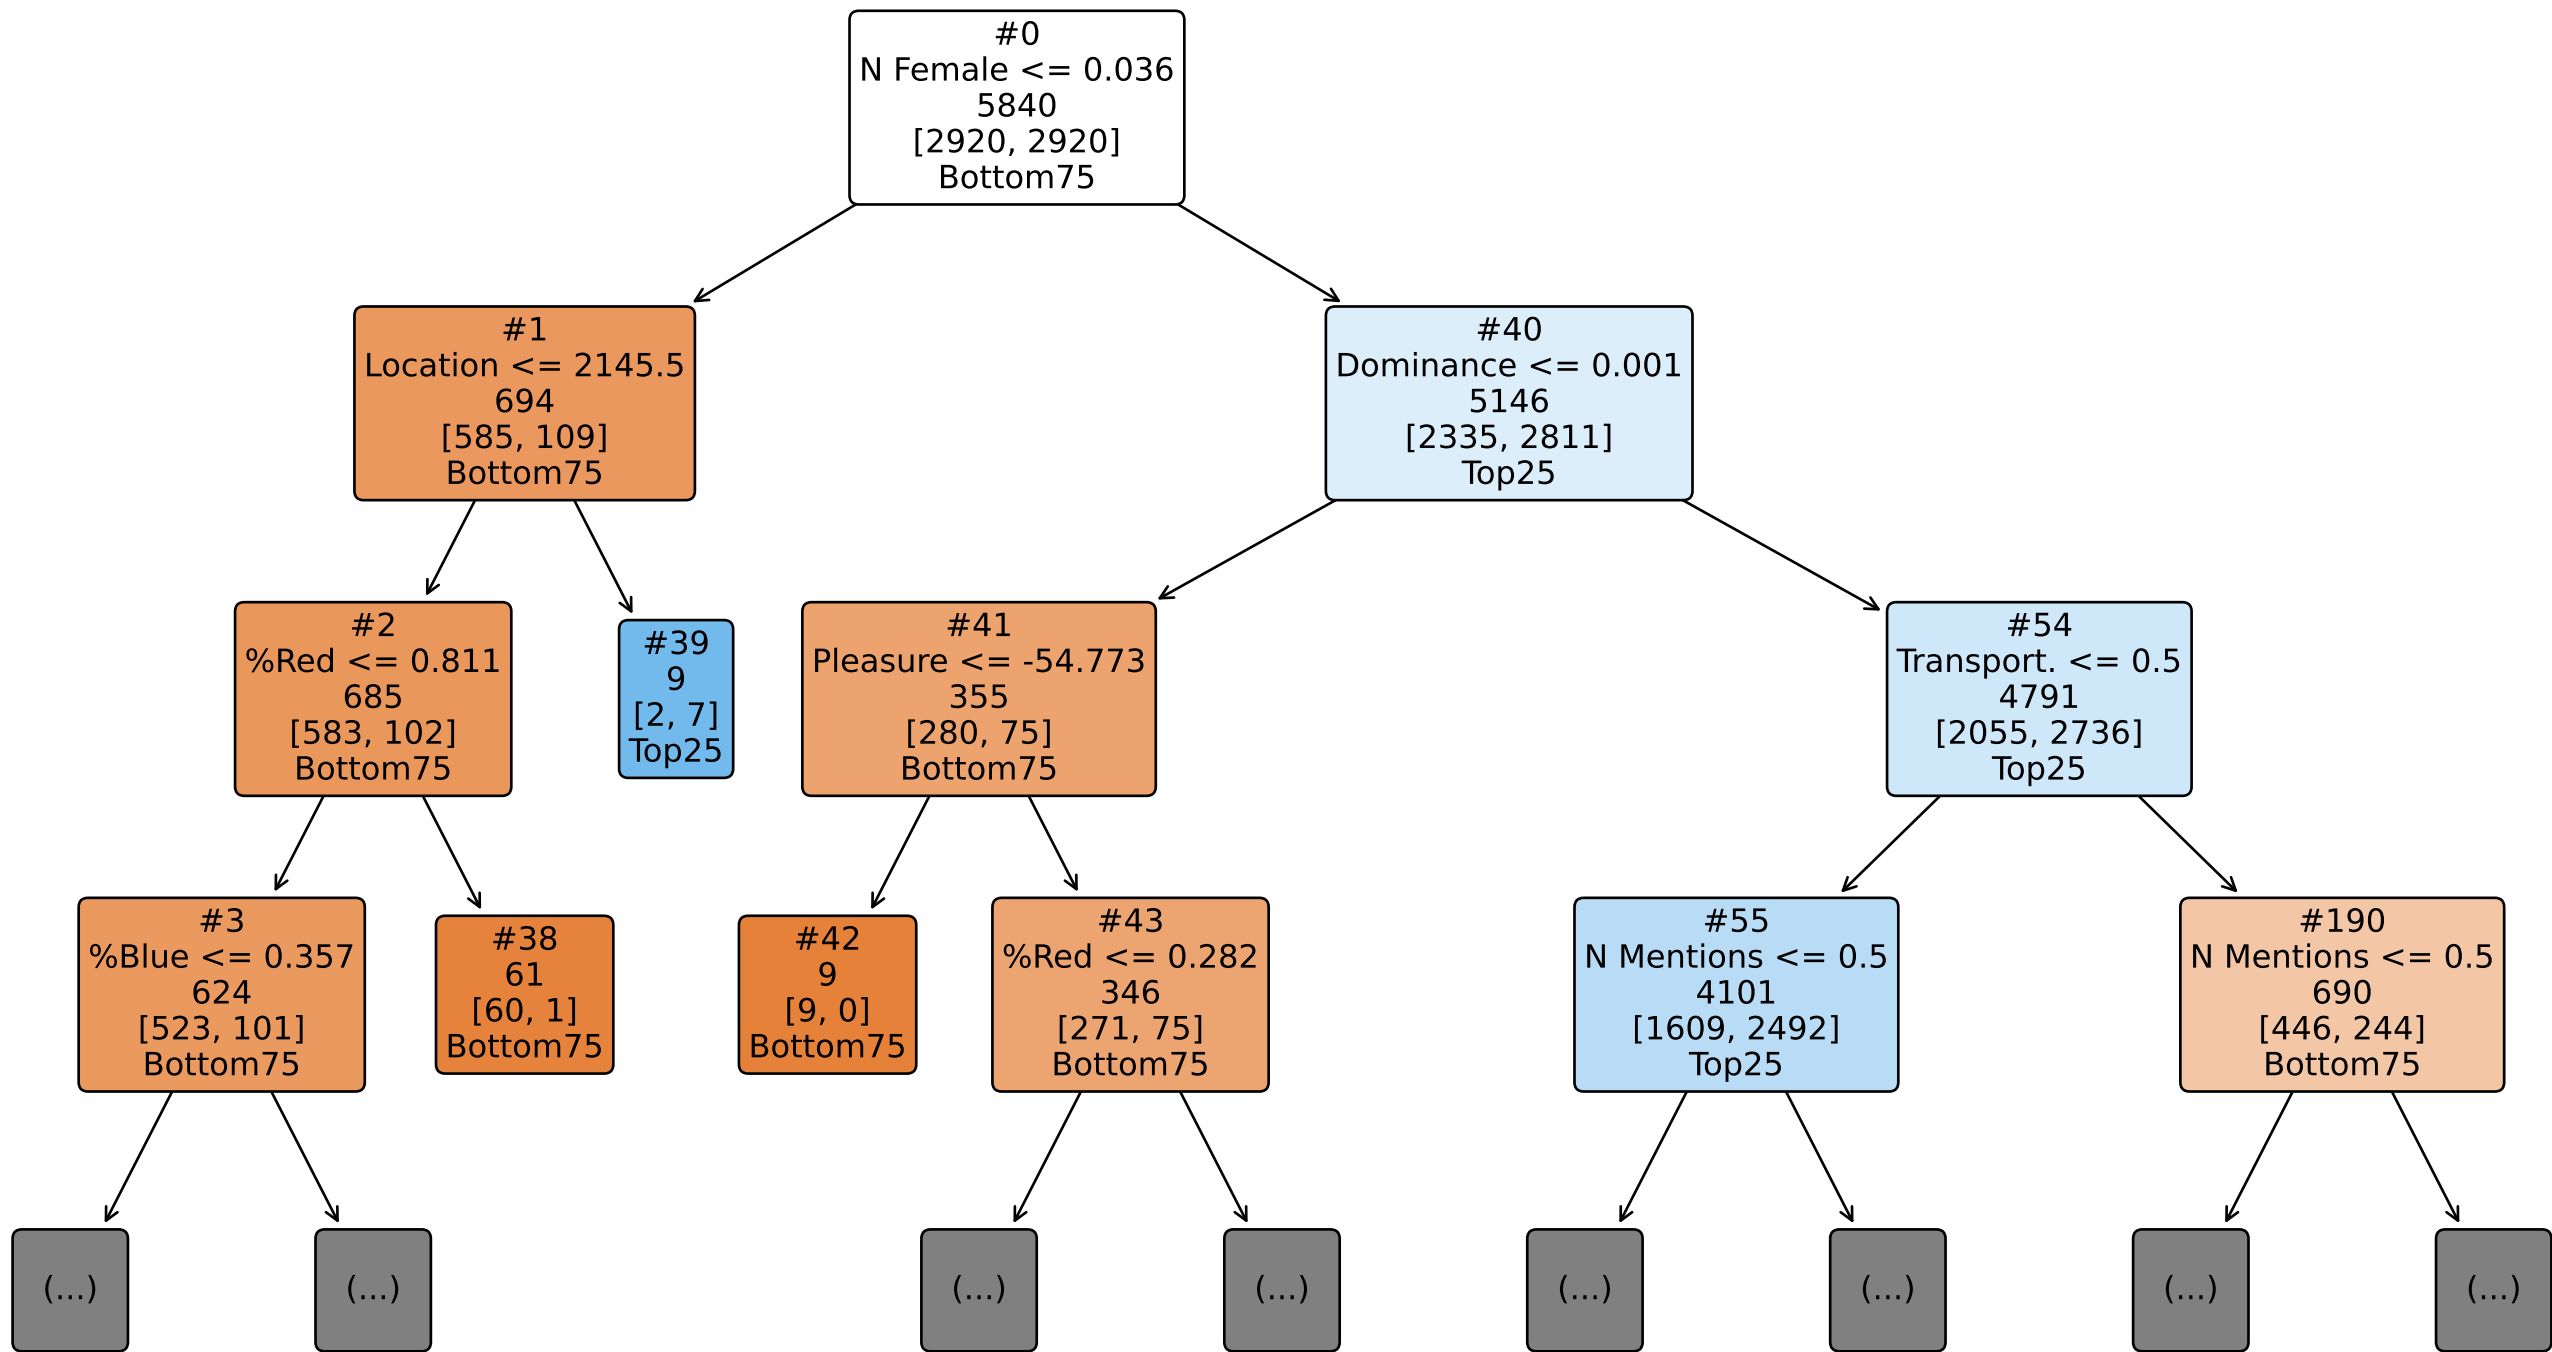 #0
N Female <= 0.036
5840
[2920, 2920]
Bottom75
#1
Location <= 2145.5
694
[585, 109]
Bottom75
#40
Dominance <= 0.001
5146
[2335, 2811]
Top25
#2
%Red <= 0.811
685
[583, 102]
Bottom75
#39
9
[2, 7]
Top25
#41
Pleasure <= -54.773
355
[280, 75]
Bottom75
#54
Transport. <= 0.5
4791
[2055, 2736]
Top25
#3
%Blue <= 0.357
624
[523, 101]
Bottom75
#38
61
[60, 1]
Bottom75
#42
9
[9, 0]
Bottom75
#43
%Red <= 0.282
346
[271, 75]
Bottom75
#55
N Mentions <= 0.5
4101
[1609, 2492]
Top25
#190
N Mentions <= 0.5
690
[446, 244]
Bottom75
(...)
(...)
(...)
(...)
(...)
(...)
(...)
(...)